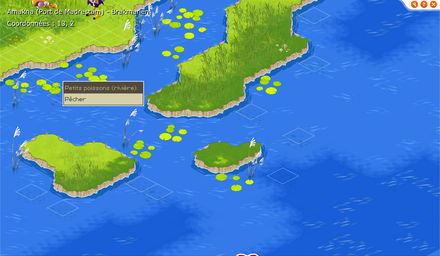 Amakna (Port de Madrestam) - Brakmarien
Coordonnées : 13, 2
Petits poissons (rivière)
Pêcher